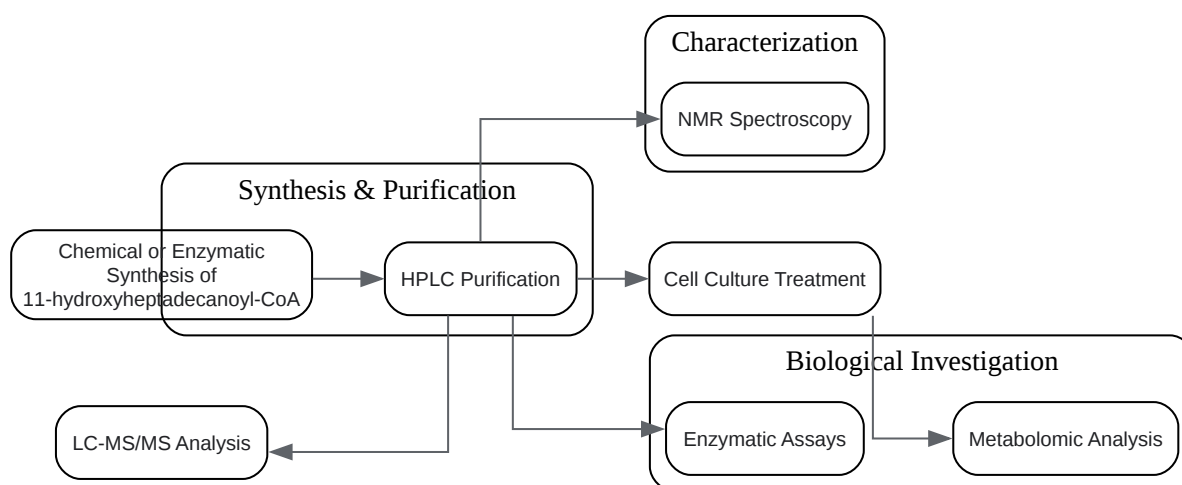 Characterization
NMR Spectroscopy
Synthesis & Purification
Chemical or Enzymatic
Synthesis of
11-hydroxyheptadecanoyl-CoA
HPLC Purification
Cell Culture Treatment
Biological Investigation
LC-MS/MS Analysis
Enzymatic Assays
Metabolomic Analysis